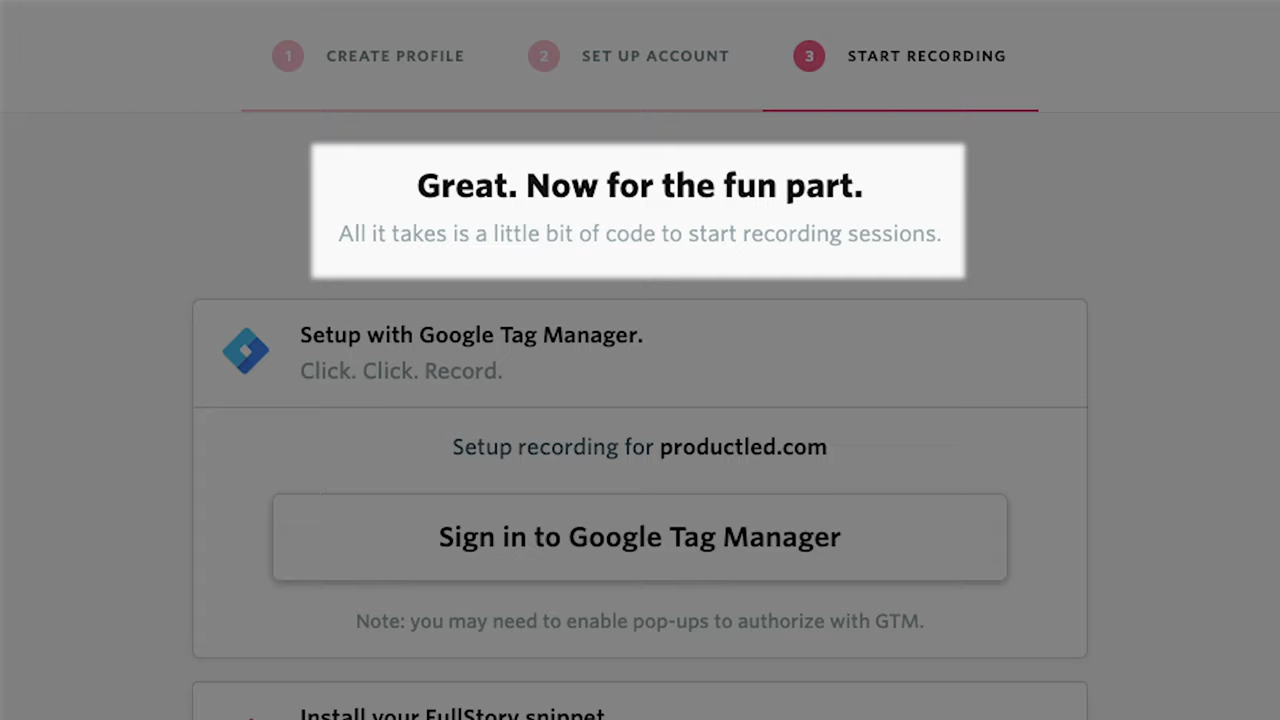 1 CREATE PROFILE 2 SET UP ACCOUNT 3 START RECORDING
Great. Now for the fun part.
All it takes is a little bit of code to start recording sessions.
Setup with Google Tag Manager.
Click. Click. Record.
Setup recording for productled.com
Sign in to Google Tag Manager
Note: you may need to enable pop-ups to authorize with GTM.
Install your FullStory snippet